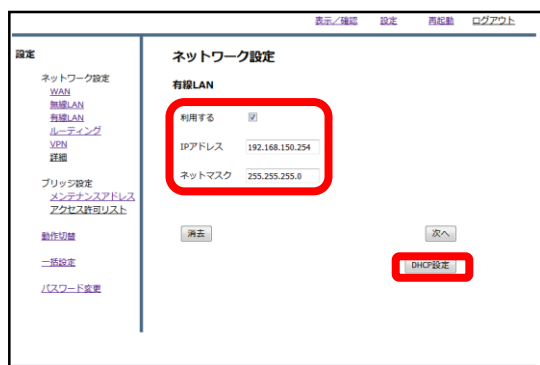 表示／確認 設定 再起動 ログアウト
設定
ネットワーク設定
WAN
無線LAN
有線LAN
ルーティング
VPN
詳細
ブリッジ設定
メンテナンスアドレス
アクセス許可リスト
動作切替
一括設定
パスワード変更
ネットワーク設定
有線LAN
利用する
IPアドレス 192.168.150.254
ネットマスク 255.255.255.0
消去 次へ
DHCP設定